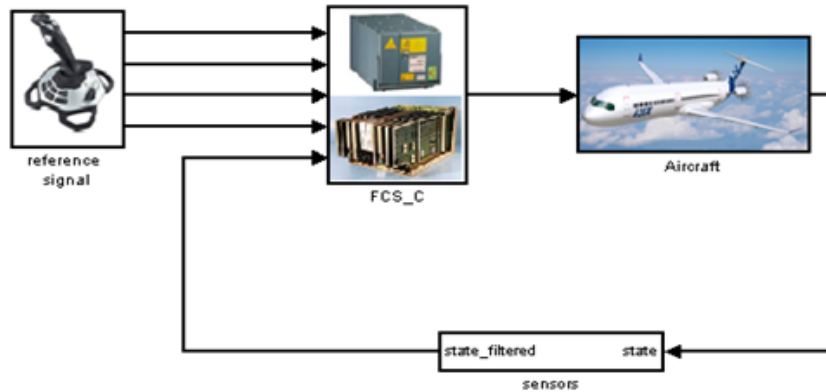 reference
signal
FCS_C
Aircraft
state_filtered
state
sensors